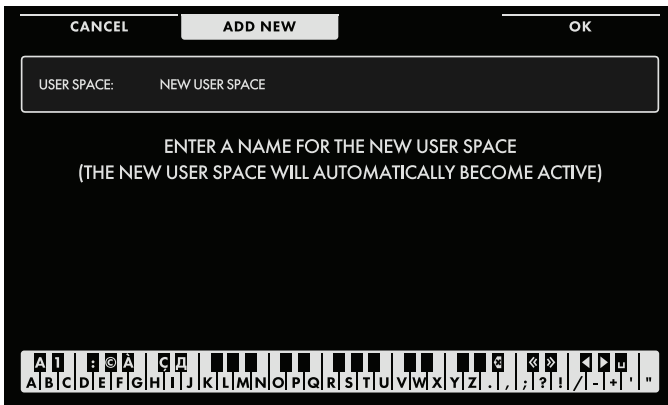 CANCEL ADD NEW OK
USER SPACE: NEW USER SPACE
ENTER A NAME FOR THE NEW USER SPACE
(THE NEW USER SPACE WILL AUTOMATICALLY BECOME ACTIVE)
A 1 : © À Ç Д « » ◀ ▶ ␣
A B C D E F G H I J K L M N O P Q R S T U V W X Y Z . , ; ? ! / - + ' "